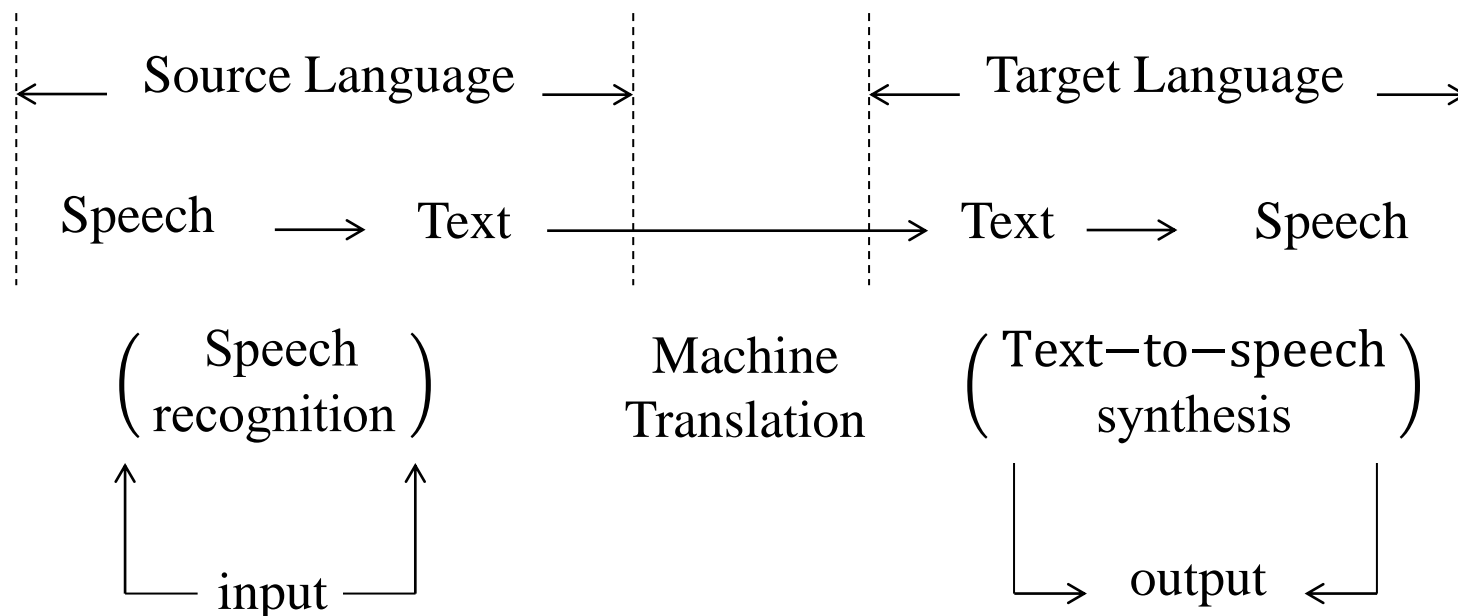 Source Language Target Language
Speech Text Text Speech
Speech Machine Text-to-speech
recognition Translation synthesis
input output